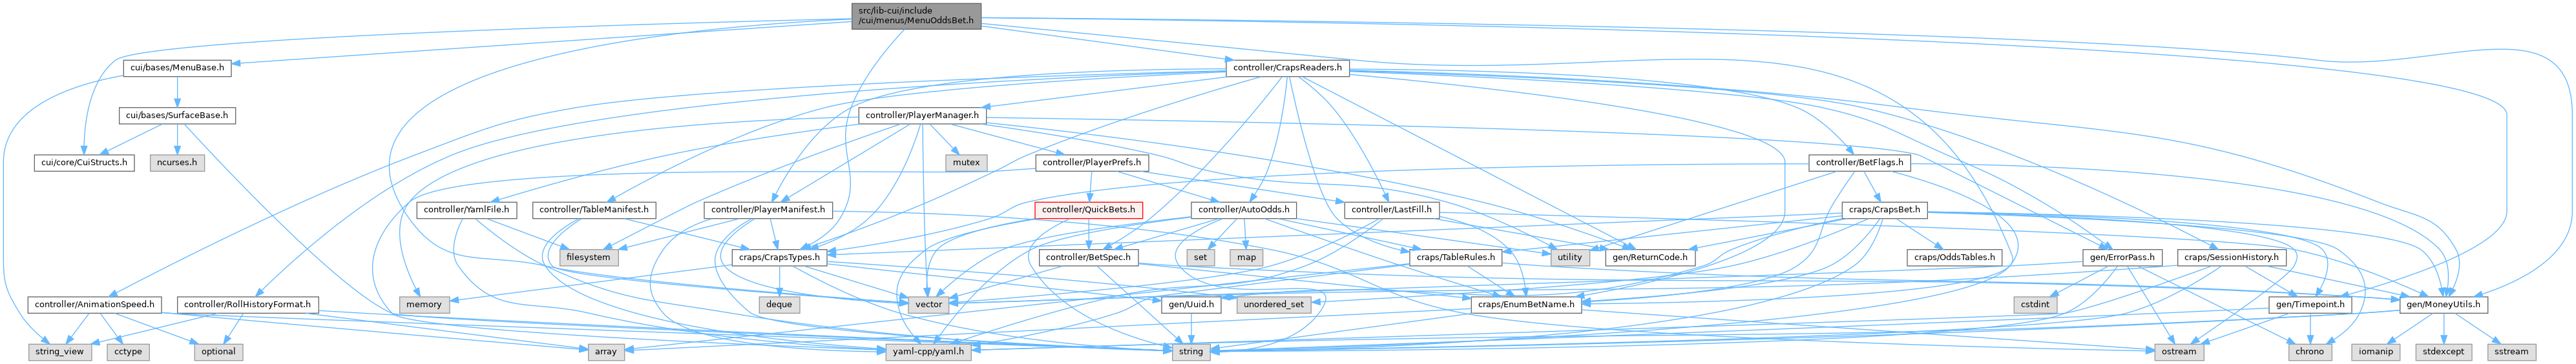 src/lib-cui/include
/cui/menus/MenuOddsBet.h
cui/bases/MenuBase.h
controller/CrapsReaders.h
cui/bases/SurfaceBase.h
controller/PlayerManager.h
cui/core/CuiStructs.h
ncurses.h
mutex
controller/PlayerPrefs.h
controller/BetFlags.h
controller/YamlFile.h
controller/TableManifest.h
controller/PlayerManifest.h
controller/QuickBets.h
controller/AutoOdds.h
controller/LastFill.h
craps/CrapsBet.h
filesystem
craps/CrapsTypes.h
controller/BetSpec.h
set
map
craps/TableRules.h
utility
gen/ReturnCode.h
craps/OddsTables.h
gen/ErrorPass.h
craps/SessionHistory.h
controller/AnimationSpeed.h
controller/RollHistoryFormat.h
memory
deque
vector
gen/Uuid.h
unordered_set
craps/EnumBetName.h
cstdint
gen/Timepoint.h
gen/MoneyUtils.h
string_view
cctype
optional
array
yaml-cpp/yaml.h
string
ostream
chrono
iomanip
stdexcept
sstream